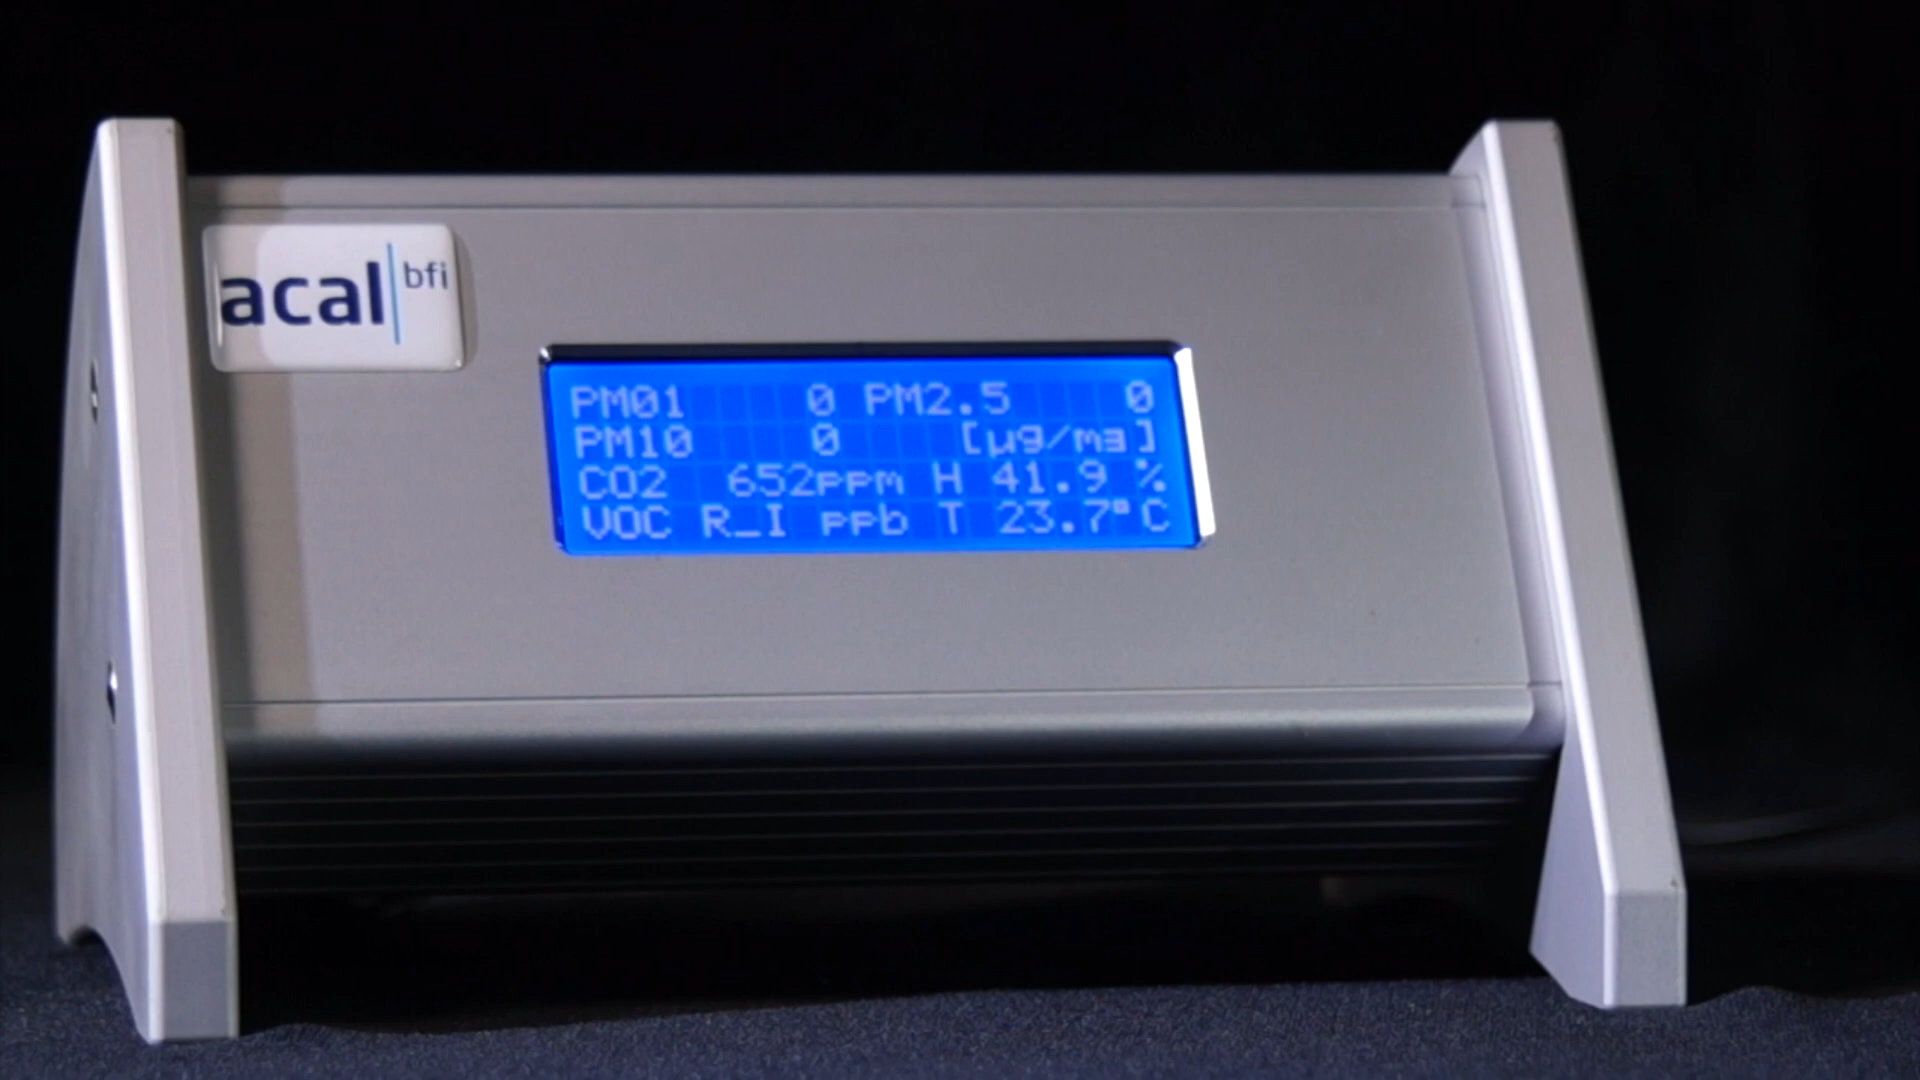 acal bfi
PM01 0 PM2.5 0
PM10 0 [µg/m3]
CO2 652ppm H 41.9 %
VOC R_I ppb T 23.7°C